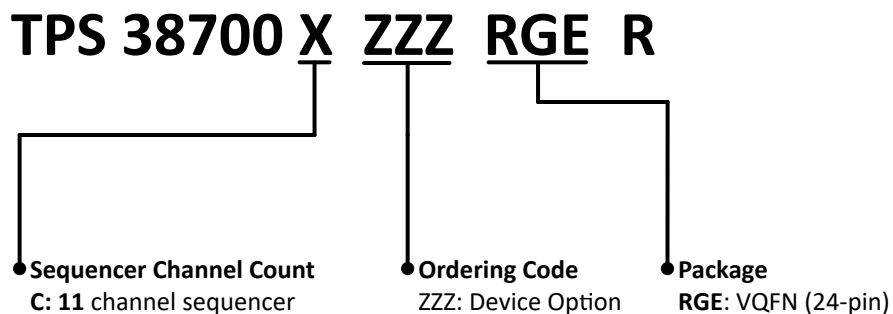 TPS 38700 X ZZZ RGE R
Sequencer Channel Count
C: 11 channel sequencer
Ordering Code
ZZZ: Device Option
Package
RGE: VQFN (24-pin)